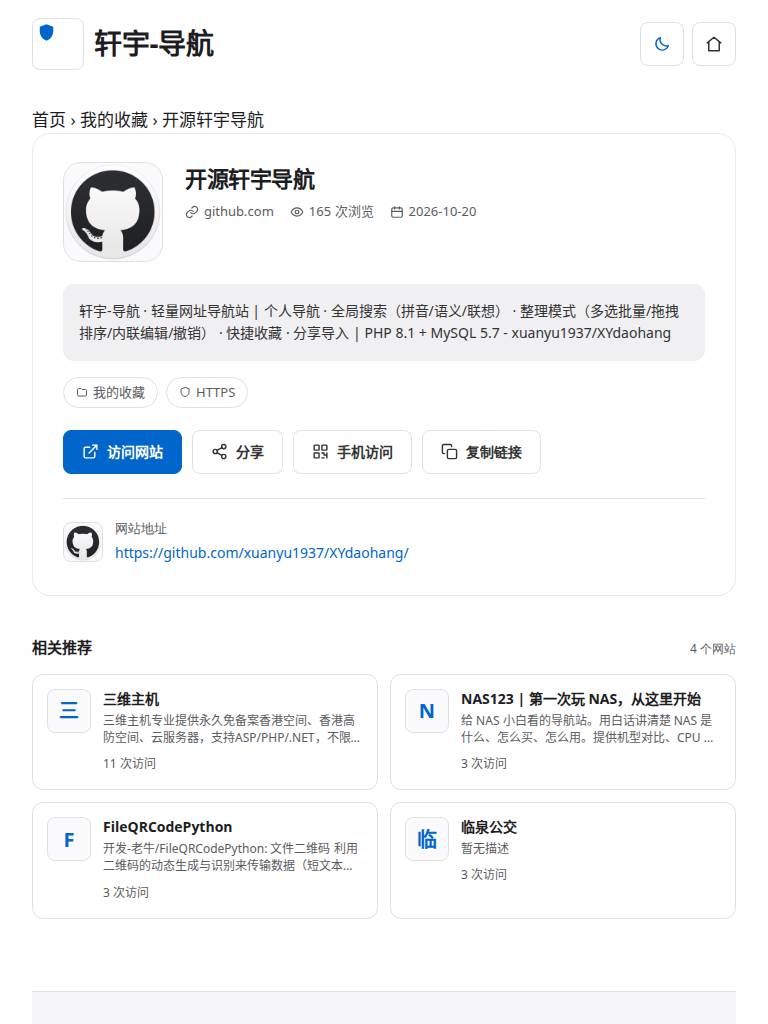 轩宇-导航
首页 › 我的收藏 › 开源轩宇导航
开源轩宇导航
github.com 165 次浏览 2026-10-20
轩宇-导航 · 轻量网址导航站 | 个人导航 · 全局搜索（拼音/语义/联想） · 整理模式（多选批量/拖拽
排序/内联编辑/撤销） · 快捷收藏 · 分享导入 | PHP 8.1 + MySQL 5.7 - xuanyu1937/XYdaohang
我的收藏 HTTPS
访问网站 分享 手机访问 复制链接
网站地址
https://github.com/xuanyu1937/XYdaohang/
相关推荐 4 个网站
三
三维主机
三维主机专业提供永久免备案香港空间、香港高
防空间、云服务器，支持ASP/PHP/.NET，不限...
11 次访问
N
NAS123 | 第一次玩 NAS，从这里开始
给 NAS 小白看的导航站。用白话讲清楚 NAS 是
什么、怎么买、怎么用。提供机型对比、CPU ...
3 次访问
F
FileQRCodePython
开发-老牛/FileQRCodePython: 文件二维码 利用
二维码的动态生成与识别来传输数据（短文本...
3 次访问
临
临泉公交
暂无描述
3 次访问